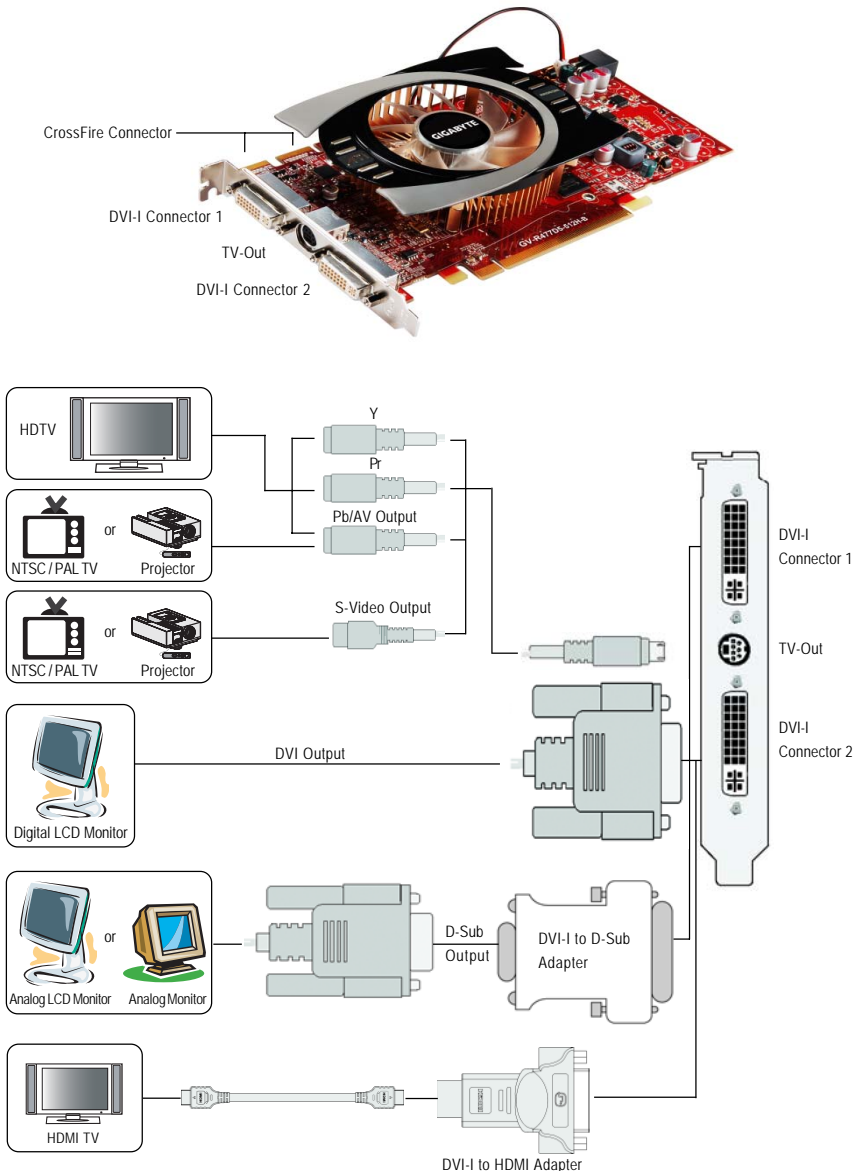 GIGABYTE
CrossFire Connector
GV-R477D5-512H-B
DVI-I Connector 1
TV-Out
DVI-I Connector 2
HDTV
Y
Pr
Pb/AV Output
NTSC / PAL TV
or
Projector
S-Video Output
NTSC / PAL TV
or
Projector
DVI-I
Connector 1
TV-Out
DVI-I
Connector 2
DVI Output
Digital LCD Monitor
or
Analog LCD Monitor
Analog Monitor
D-Sub
Output
DVI-I to D-Sub
Adapter
HDMI TV
DVI-I to HDMI Adapter